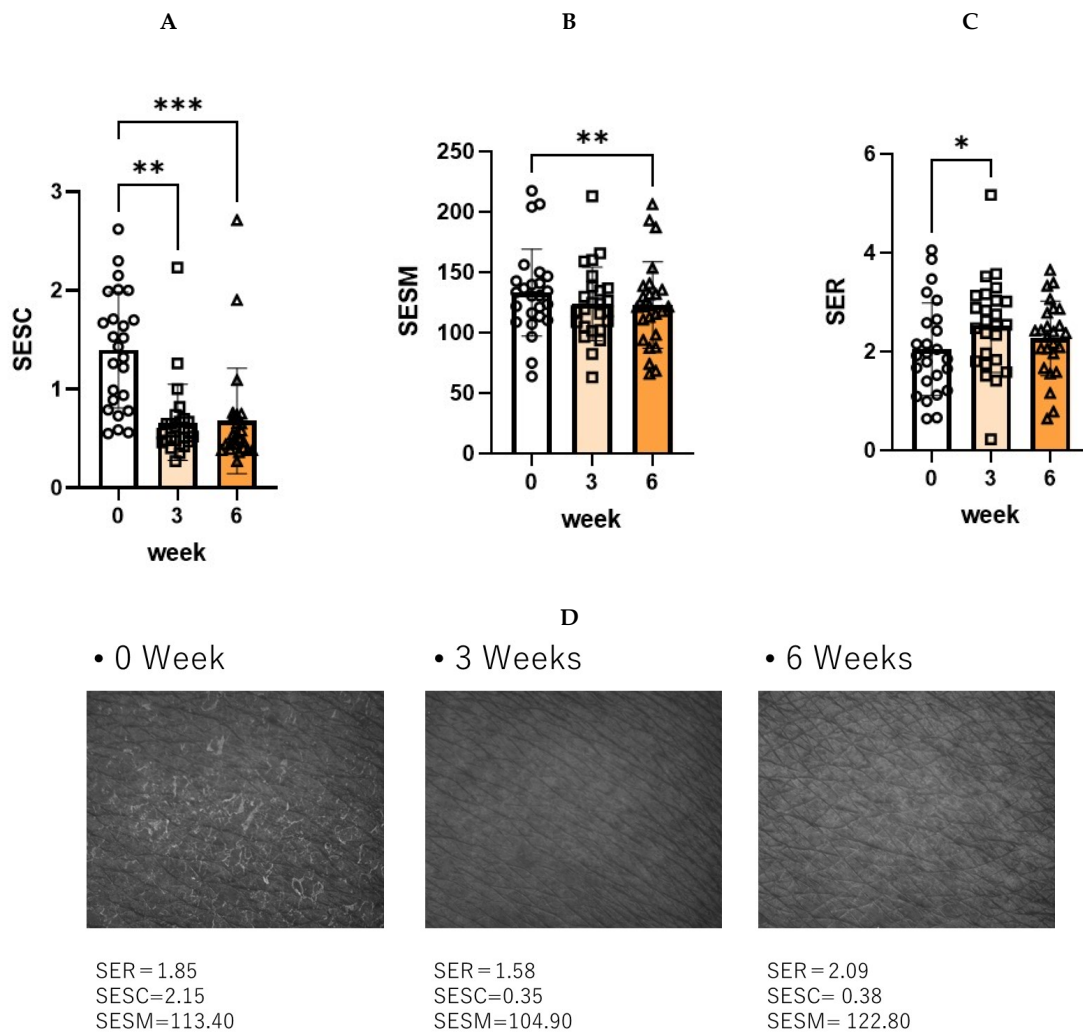 A
B
C
***
**
3
2
1
0
SESC
0 3 6
week
**
250
200
150
100
50
0
SESM
0 3 6
week
*
6
4
2
0
SER
0 3 6
week
D
• 0 Week
• 3 Weeks
• 6 Weeks
SER = 1.85
SESC=2.15
SESM=113.40
SER = 1.58
SESC=0.35
SESM=104.90
SER = 2.09
SESC= 0.38
SESM= 122.80